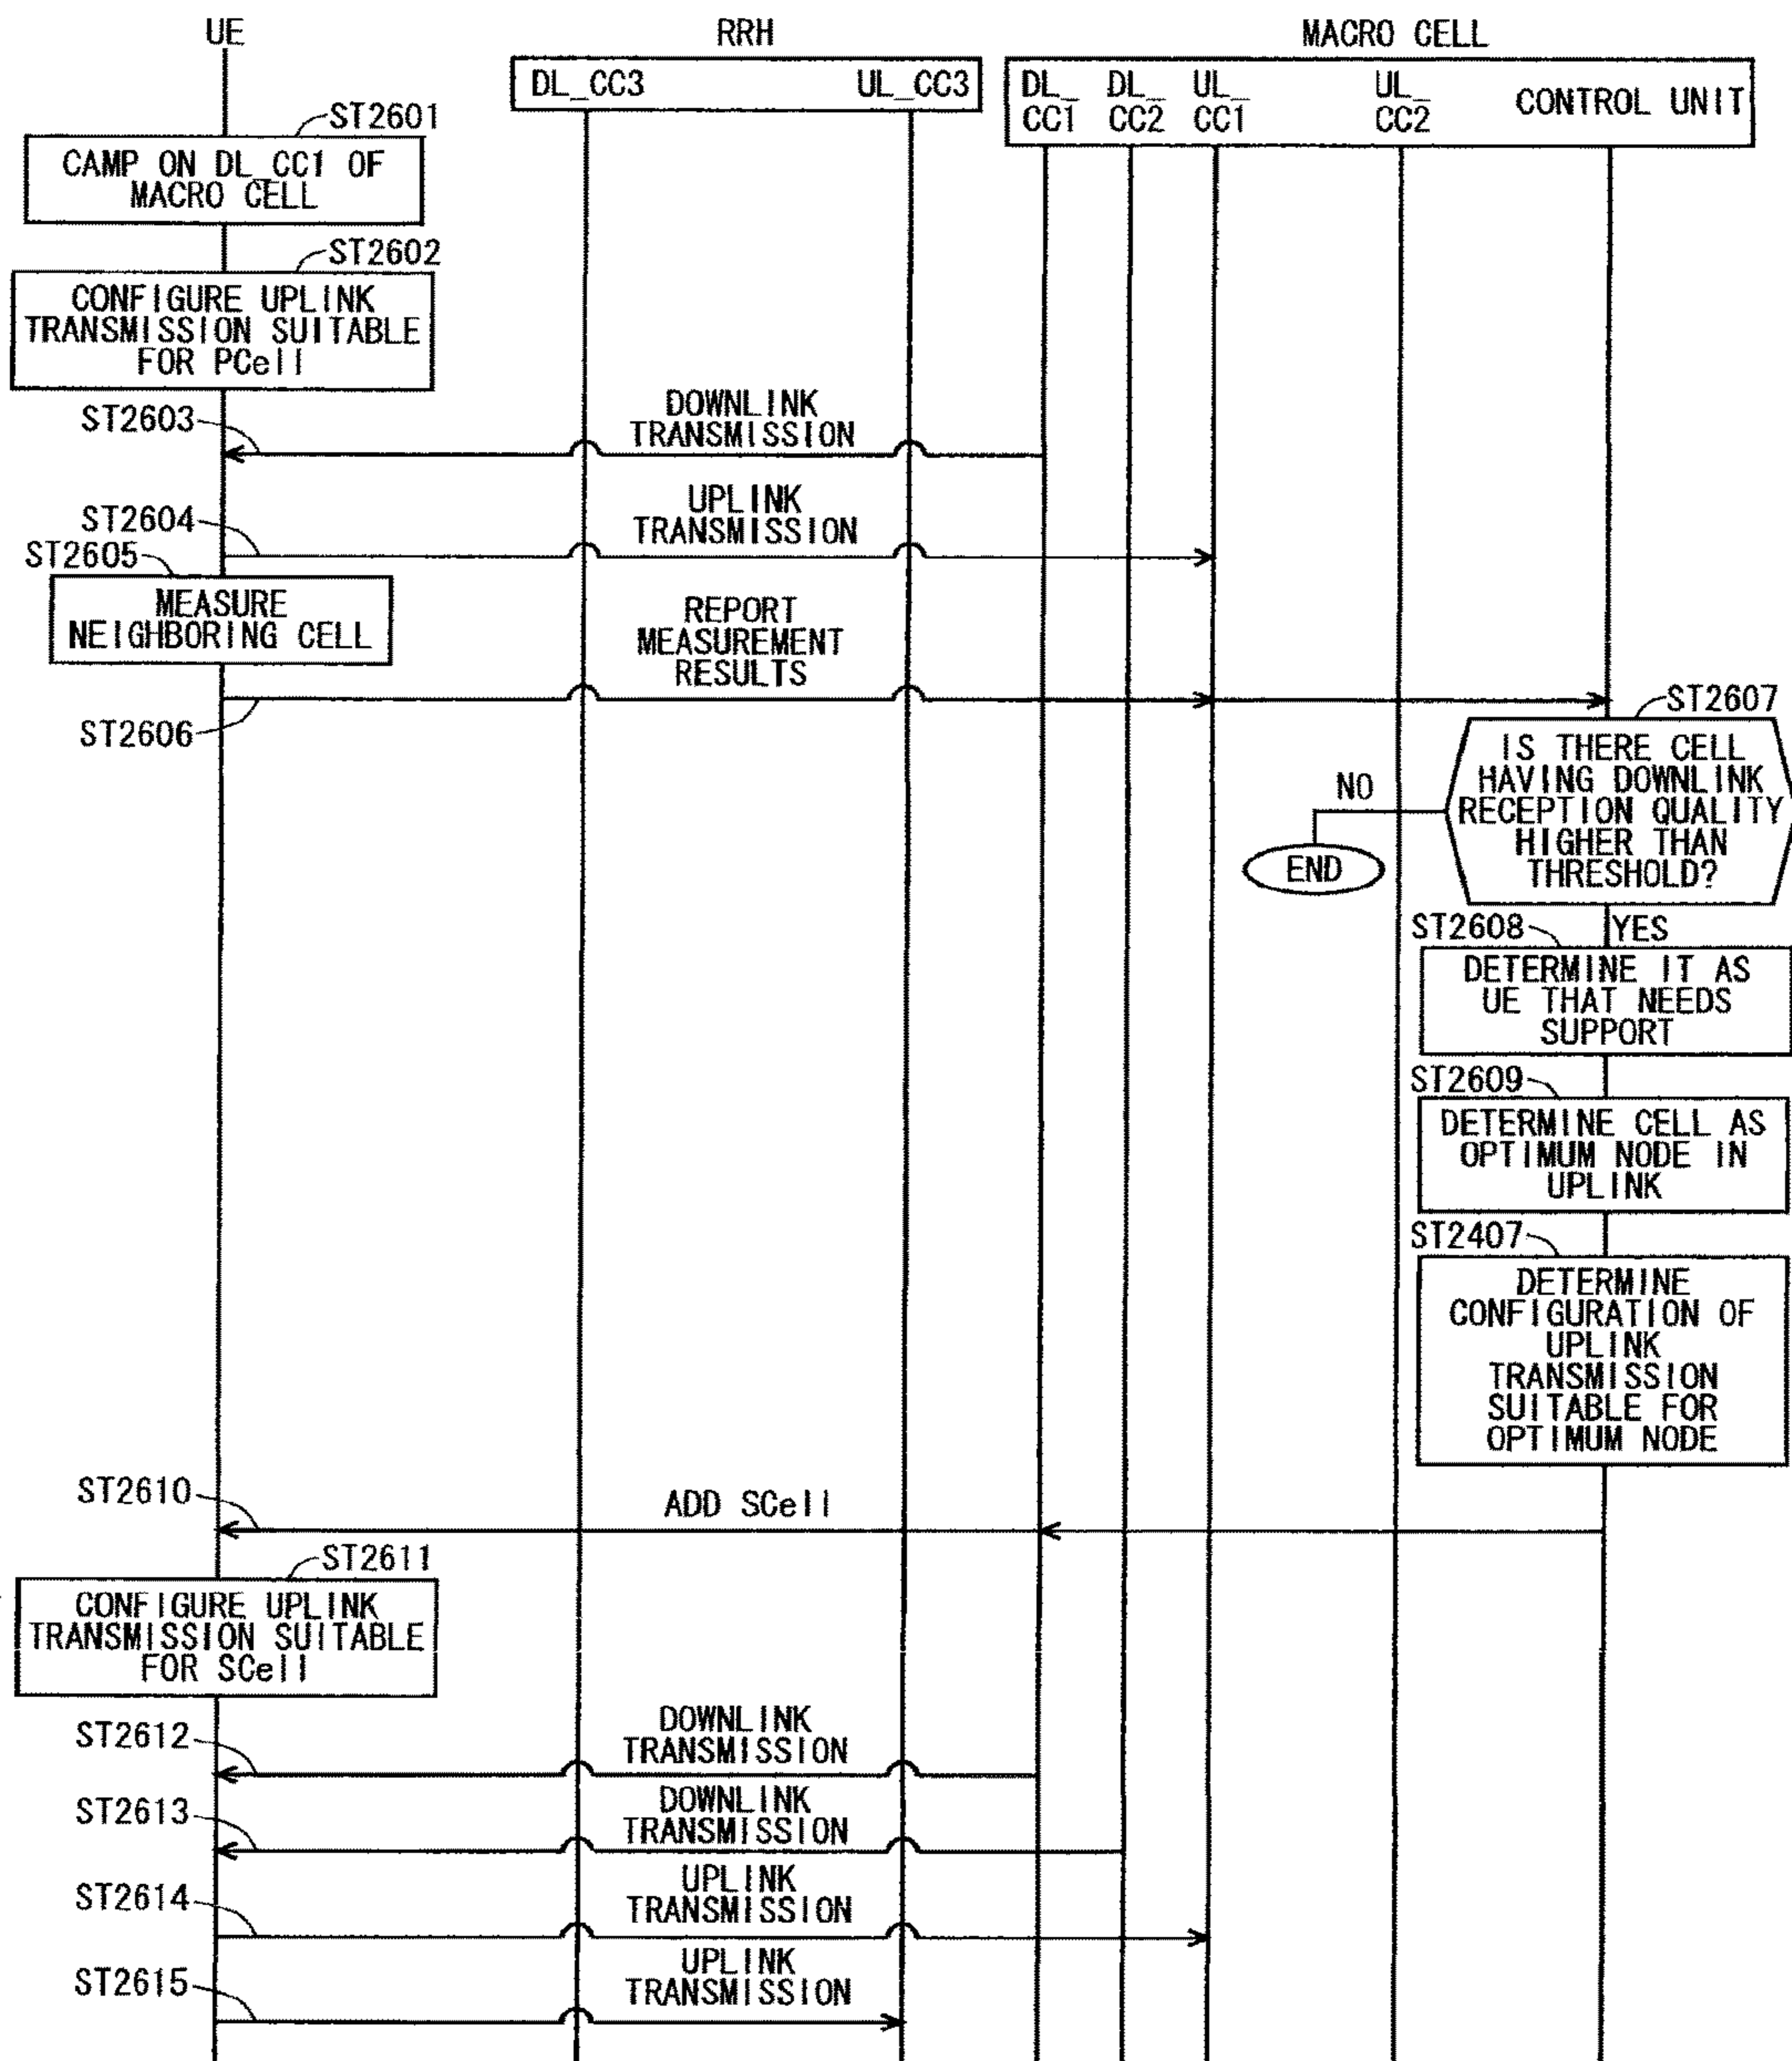 UE
RRH
MACRO CELL
DL_CC3
UL_CC3
DL_
CC1
DL_
CC2
UL_
CC1
UL_
CC2
CONTROL UNIT
ST2601
CAMP ON DL_CC1 OF
MACRO CELL
ST2602
CONFIGURE UPLINK
TRANSMISSION SUITABLE
FOR PCell
ST2603
DOWNLINK
TRANSMISSION
ST2604
UPLINK
TRANSMISSION
ST2605
MEASURE
NEIGHBORING CELL
REPORT
MEASUREMENT
RESULTS
ST2606
ST2607
IS THERE CELL
HAVING DOWNLINK
RECEPTION QUALITY
HIGHER THAN
THRESHOLD?
NO
END
YES
ST2608
DETERMINE IT AS
UE THAT NEEDS
SUPPORT
ST2609
DETERMINE CELL AS
OPTIMUM NODE IN
UPLINK
ST2407
DETERMINE
CONFIGURATION OF
UPLINK
TRANSMISSION
SUITABLE FOR
OPTIMUM NODE
ST2610
ADD SCell
ST2611
CONFIGURE UPLINK
TRANSMISSION SUITABLE
FOR SCell
ST2612
DOWNLINK
TRANSMISSION
ST2613
DOWNLINK
TRANSMISSION
ST2614
UPLINK
TRANSMISSION
ST2615
UPLINK
TRANSMISSION